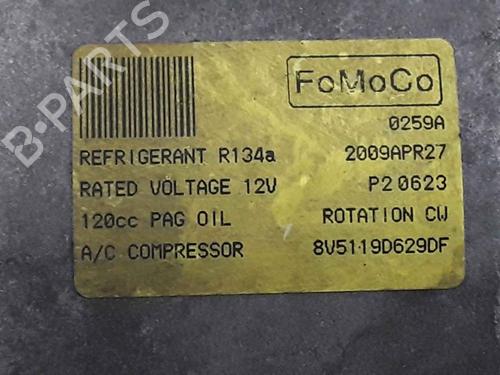 B-PARTS
FoMoCo
0259A
REFRIGERANT R134a 2009APR27
RATED VOLTAGE 12V P2 0623
120cc PAG OIL ROTATION CW
A/C COMPRESSOR 8V5119D629DF